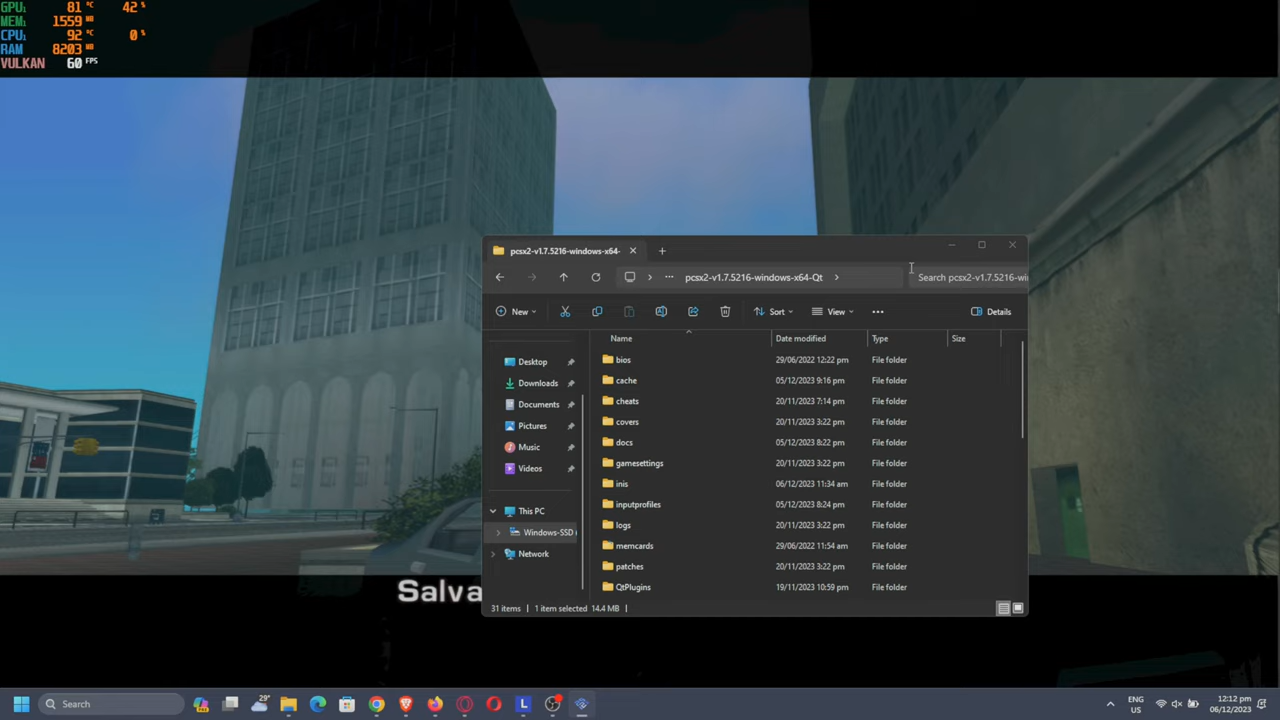 GPU1 81 °C 42 %
MEM1 1559 MB
CPU1 92 °C 0 %
RAM 8203 MB
VULKAN 60 FPS
pcsx2-v1.7.5216-windows-x64-
pcsx2-v1.7.5216-windows-x64-Qt
Search pcsx2-v1.7.5216-wi
New
Sort
View
Details
Name Date modified Type Size
Desktop
Downloads
Documents
Pictures
Music
Videos
This PC
Windows-SSD (
Network
bios 29/06/2022 12:22 pm File folder
cache 05/12/2023 9:16 pm File folder
cheats 20/11/2023 7:14 pm File folder
covers 20/11/2023 3:22 pm File folder
docs 05/12/2023 8:22 pm File folder
gamesettings 20/11/2023 3:22 pm File folder
inis 06/12/2023 11:34 am File folder
inputprofiles 05/12/2023 8:24 pm File folder
logs 20/11/2023 3:22 pm File folder
memcards 29/06/2022 11:54 am File folder
patches 20/11/2023 3:22 pm File folder
QtPlugins 19/11/2023 10:59 pm File folder
31 items 1 item selected 14.4 MB
Salva
Search
29°
ENG
US
12:12 pm
06/12/2023